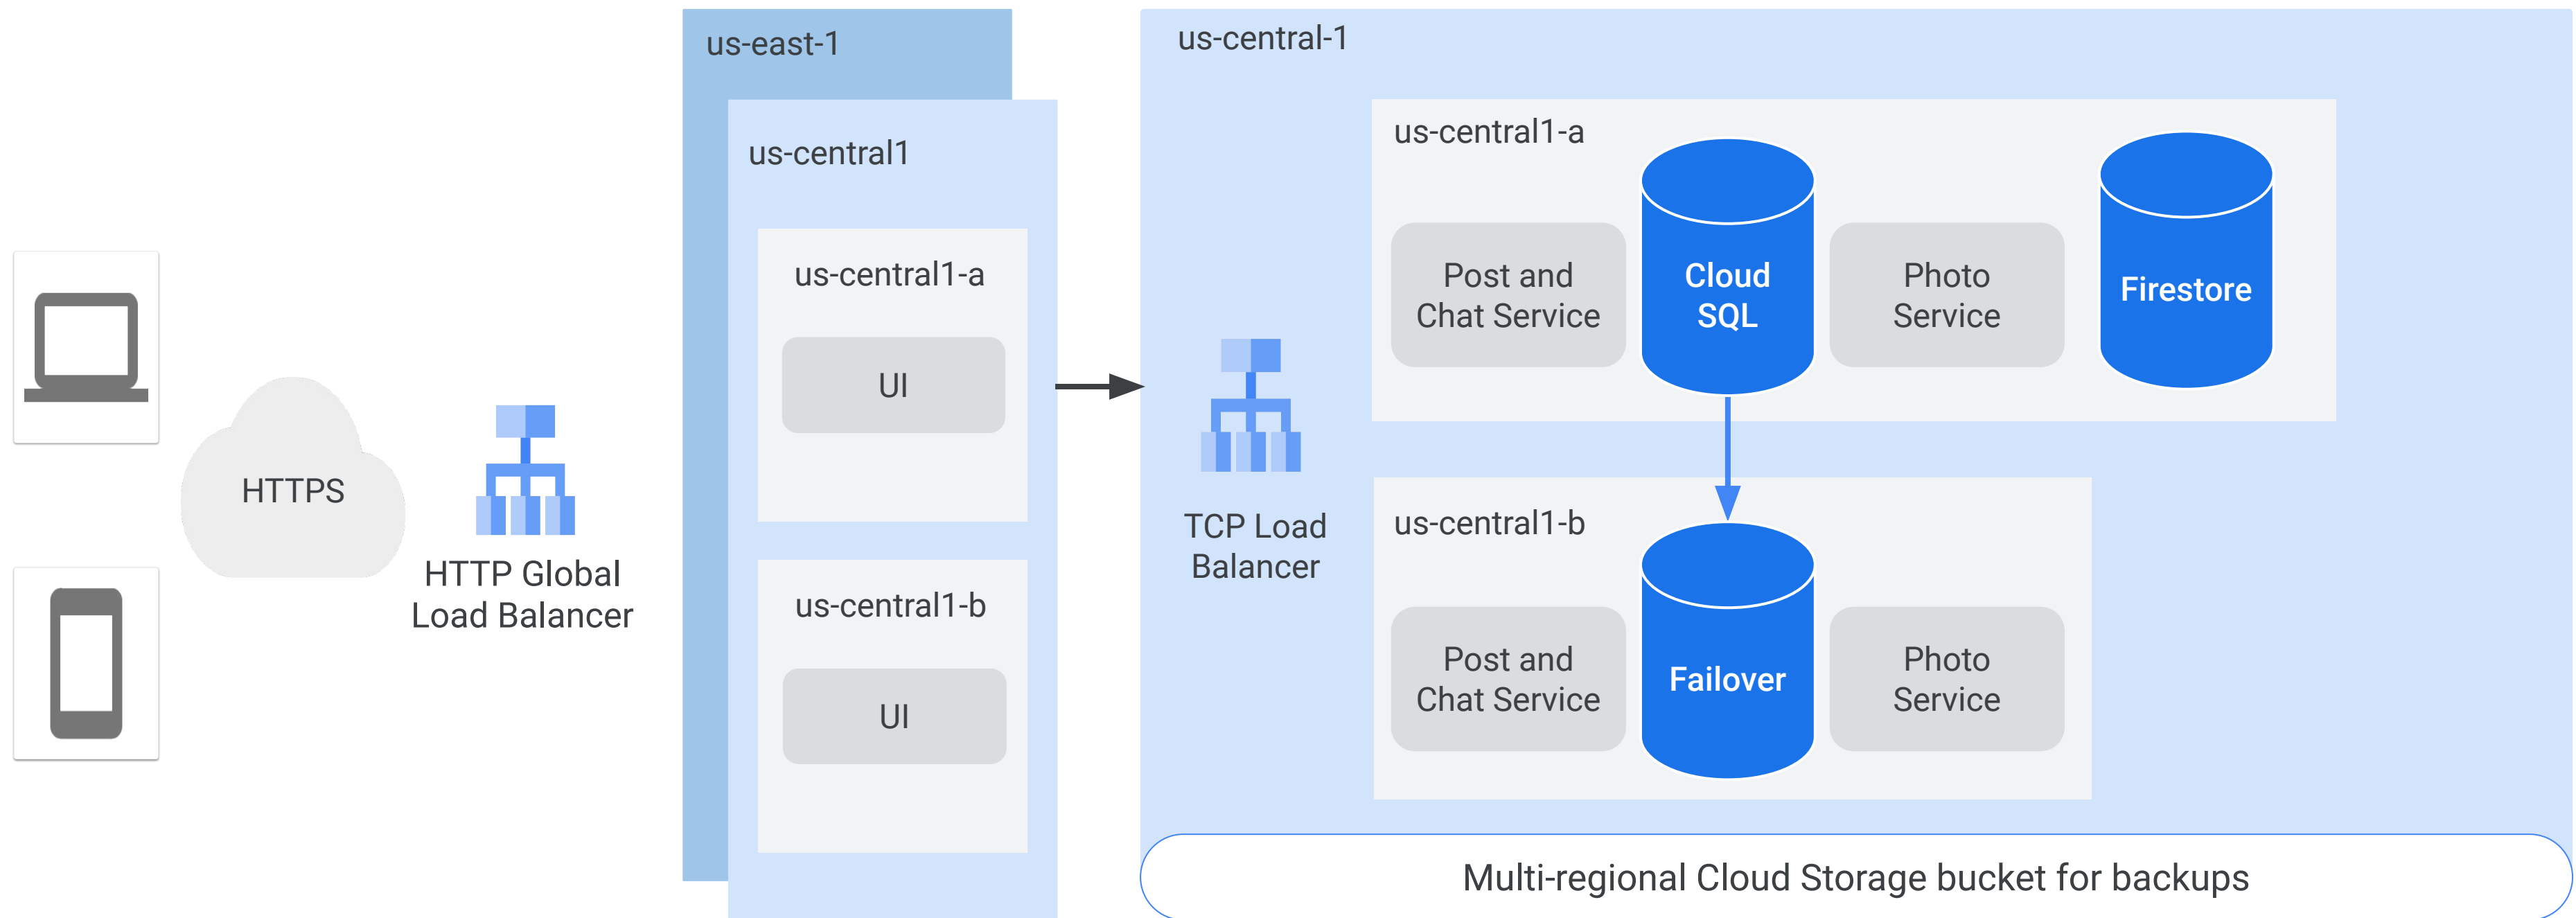 HTTPS
HTTP Global
Load Balancer
us-east-1
us-central1
us-central1-a
UI
us-central1-b
UI
us-central-1
TCP Load
Balancer
us-central1-a
Post and
Chat Service
Cloud
SQL
Photo
Service
Firestore
us-central1-b
Post and
Chat Service
Failover
Photo
Service
Multi-regional Cloud Storage bucket for backups